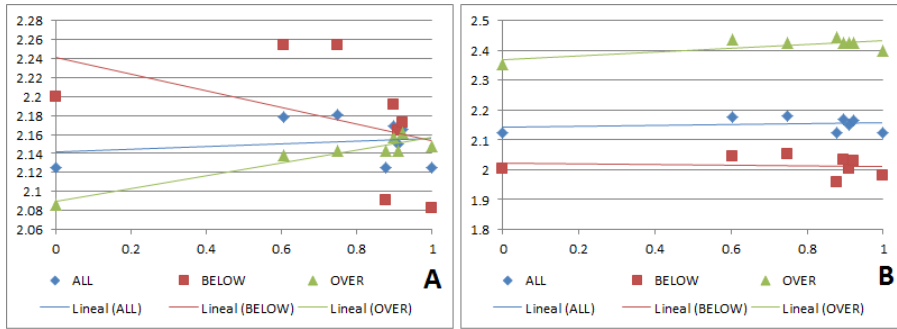 2.28
2.26
2.24
2.22
2.2
2.18
2.16
2.14
2.12
2.1
2.08
2.06
0 0.2 0.4 0.6 0.8 1
ALL BELOW OVER
Lineal (ALL) Lineal (BELOW) Lineal (OVER)
A
2.5
2.4
2.3
2.2
2.1
2
1.9
1.8
0 0.2 0.4 0.6 0.8 1
ALL BELOW OVER
Lineal (ALL) Lineal (BELOW) Lineal (OVER)
B